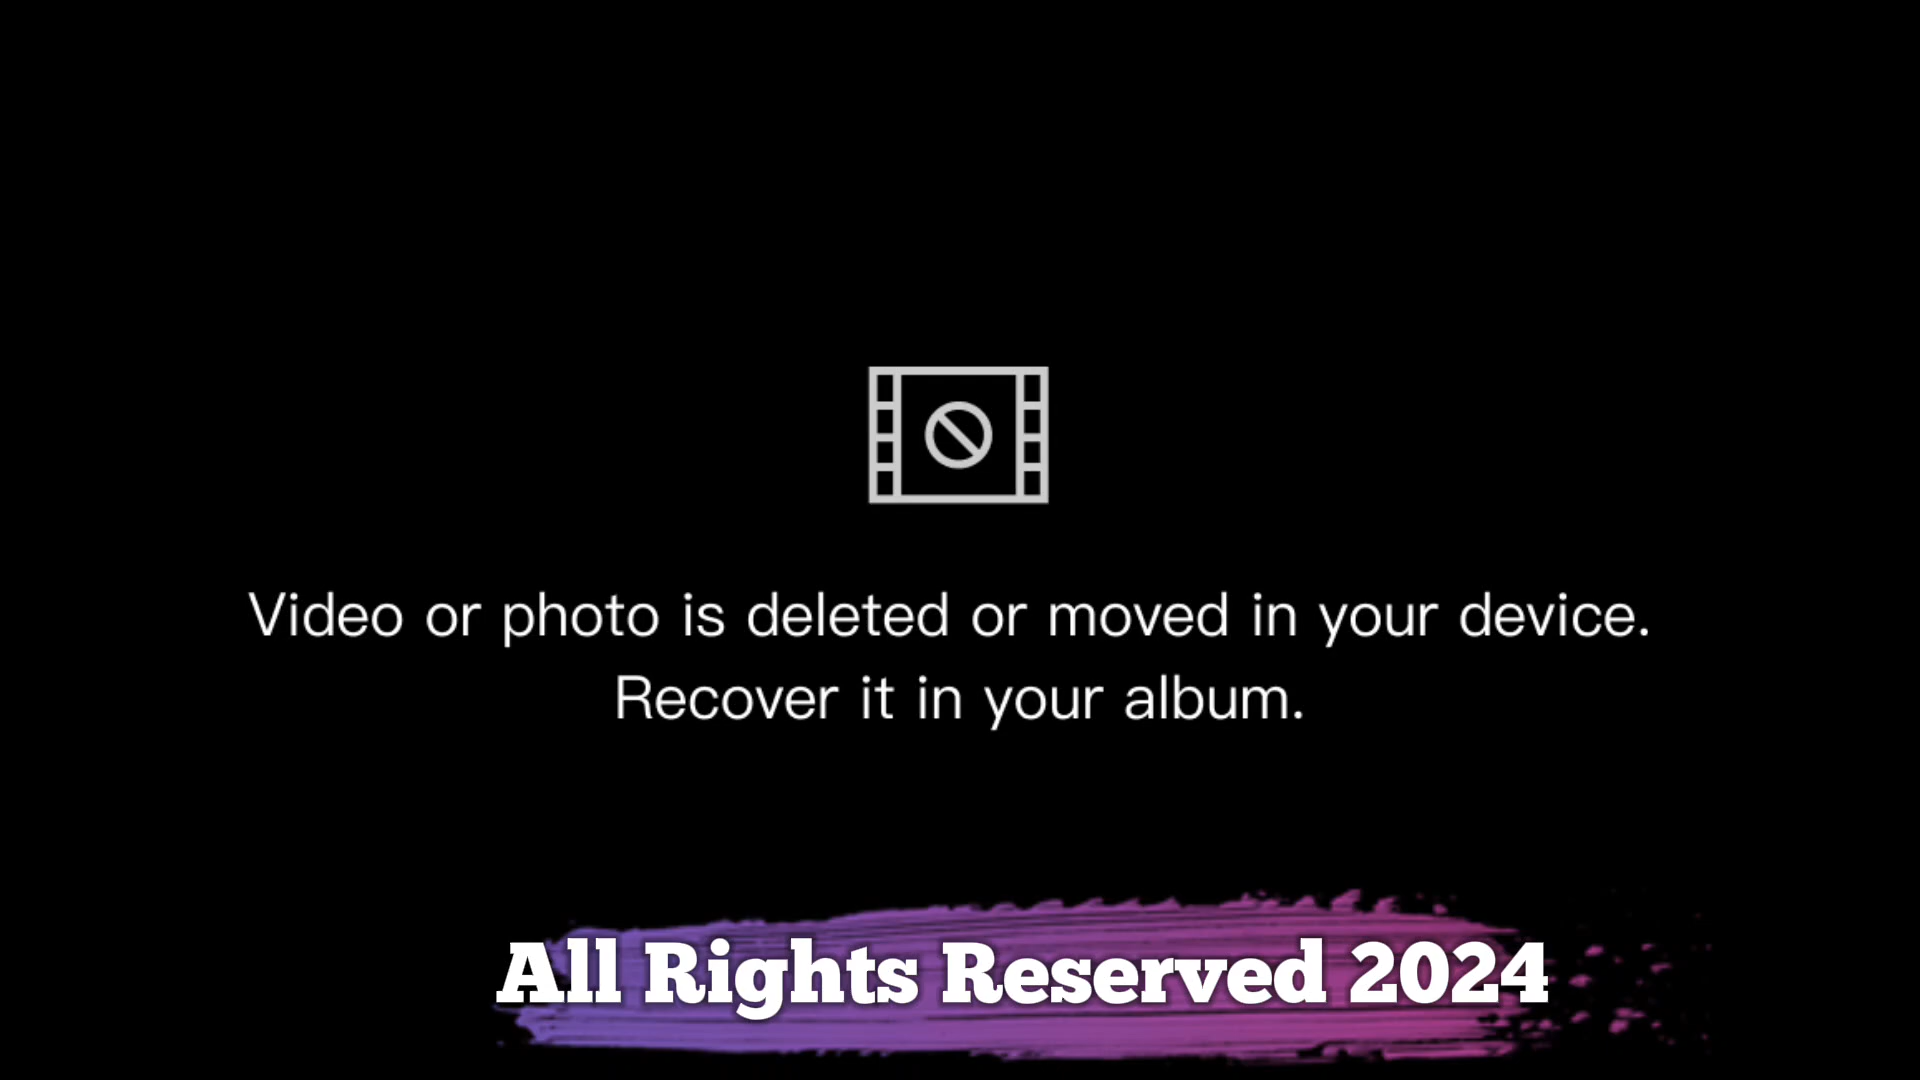 Video or photo is deleted or moved in your device.
Recover it in your album.
All Rights Reserved 2024